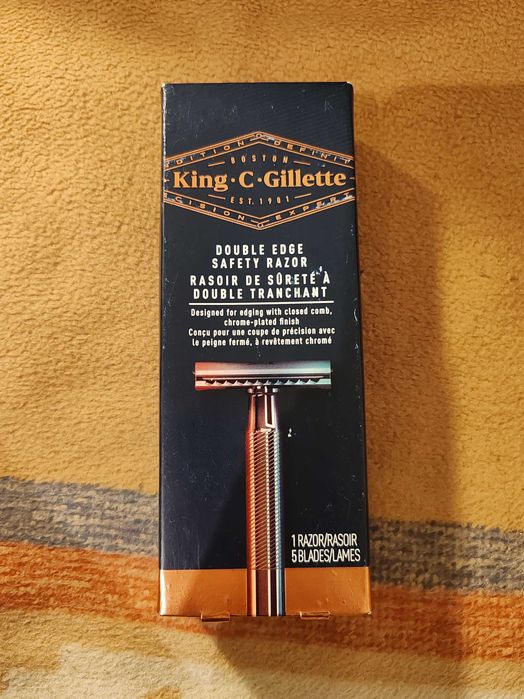 EDITION DEFINIT
BOSTON
King·C·Gillette
EST. 1901
CISION EXPERT
DOUBLE EDGE
SAFETY RAZOR
RASOIR DE SÛRETÉ À
DOUBLE TRANCHANT
Designed for edging with closed comb,
chrome-plated finish
Conçu pour une coupe de précision avec
le peigne fermé, à revêtement chromé
1 RAZOR/RASOIR
5 BLADES/LAMES